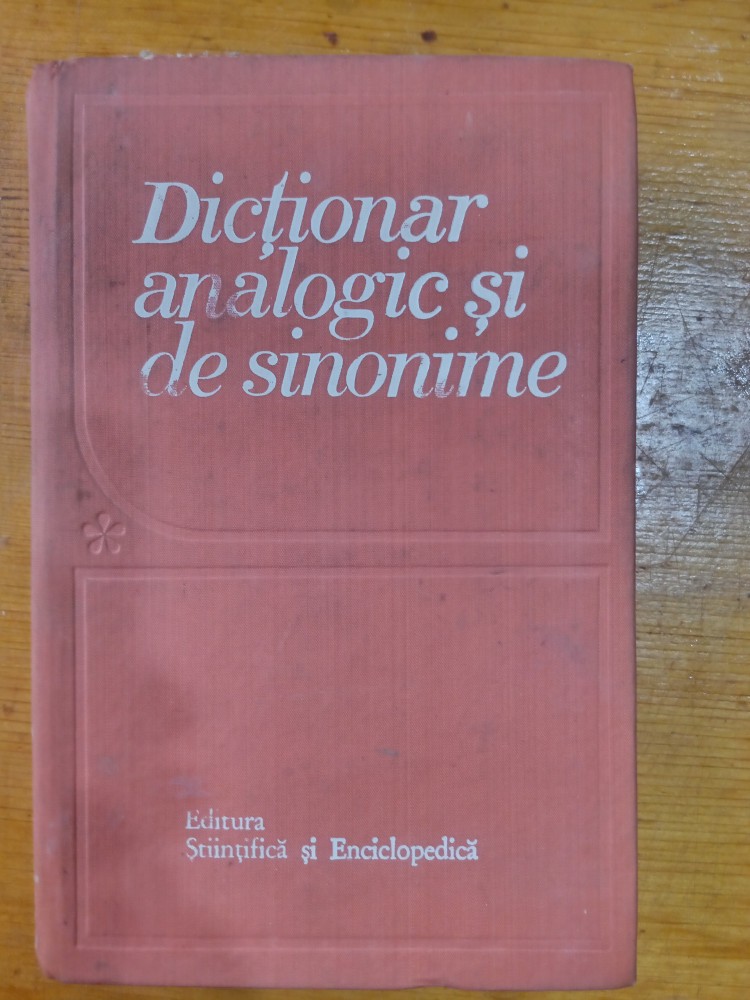 Dicționar
analogic și
de sinonime
Editura
Științifică și Enciclopedică